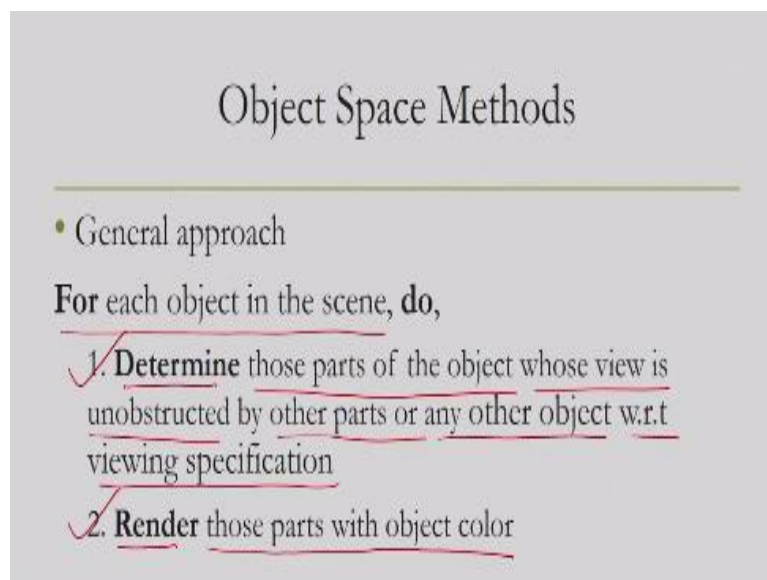 Object Space Methods
• General approach
For each object in the scene, do,
1. Determine those parts of the object whose view is
unobstructed by other parts or any other object w.r.t
viewing specification
2. Render those parts with object color